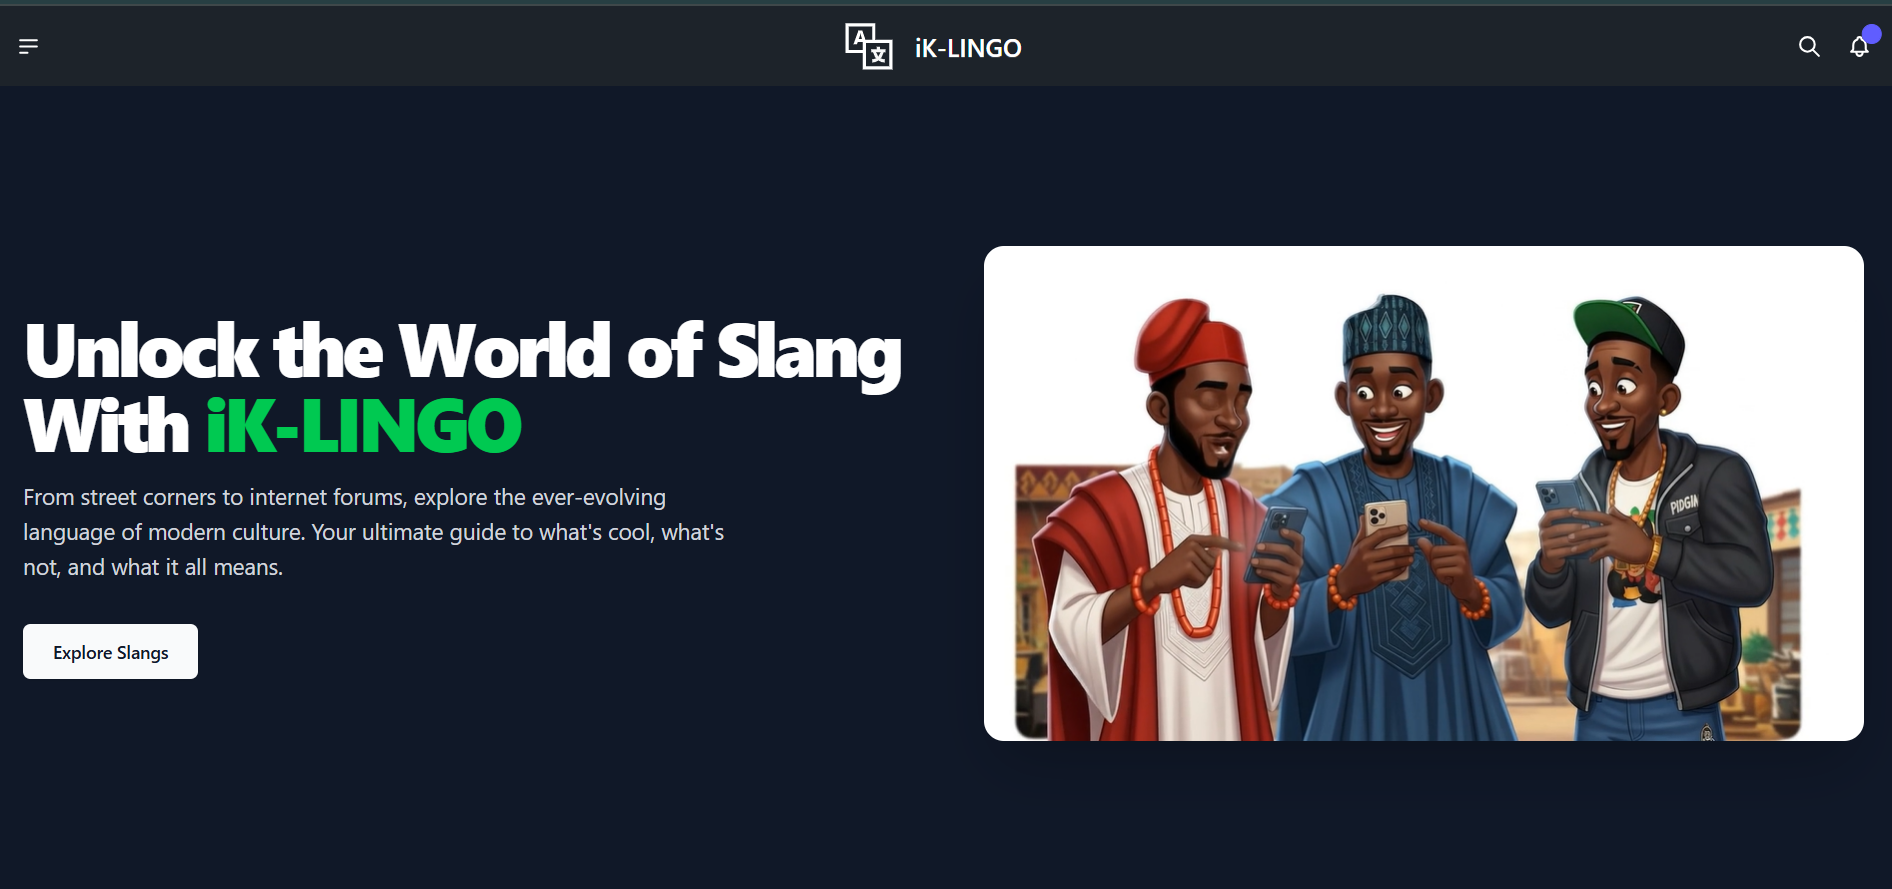 A 文
iK-LINGO
Unlock the World of Slang
With iK-LINGO
From street corners to internet forums, explore the ever-evolving
language of modern culture. Your ultimate guide to what's cool, what's
not, and what it all means.
Explore Slangs
PIDGIN